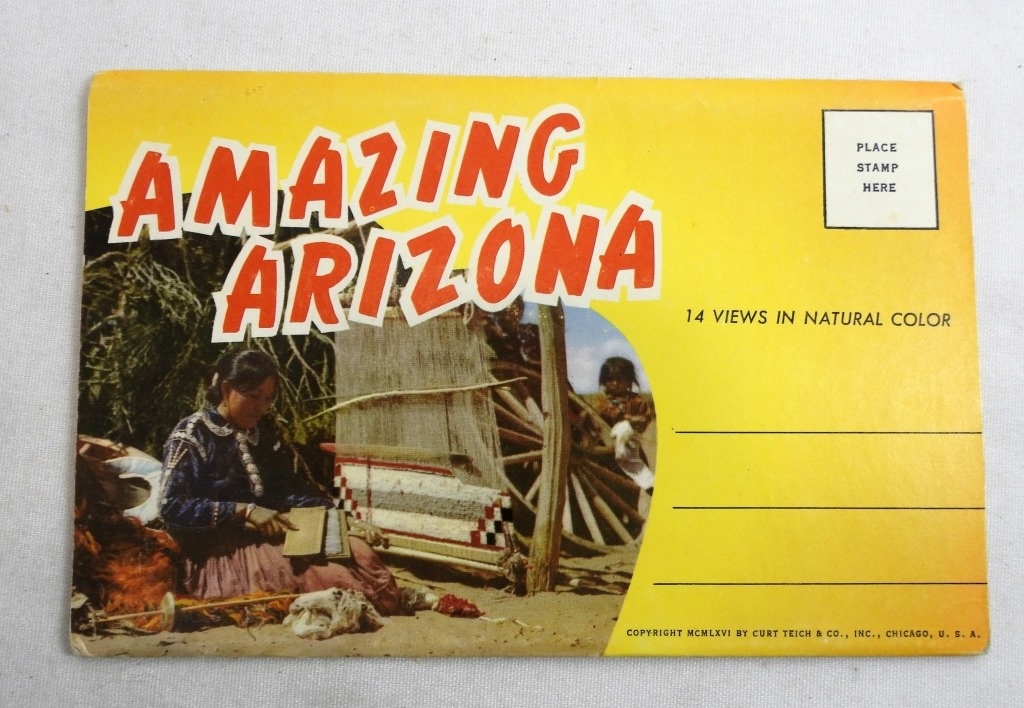 AMAZING
ARIZONA
PLACE
STAMP
HERE
14 VIEWS IN NATURAL COLOR
COPYRIGHT MCMLXVI BY CURT TEICH & CO., INC., CHICAGO, U. S. A.